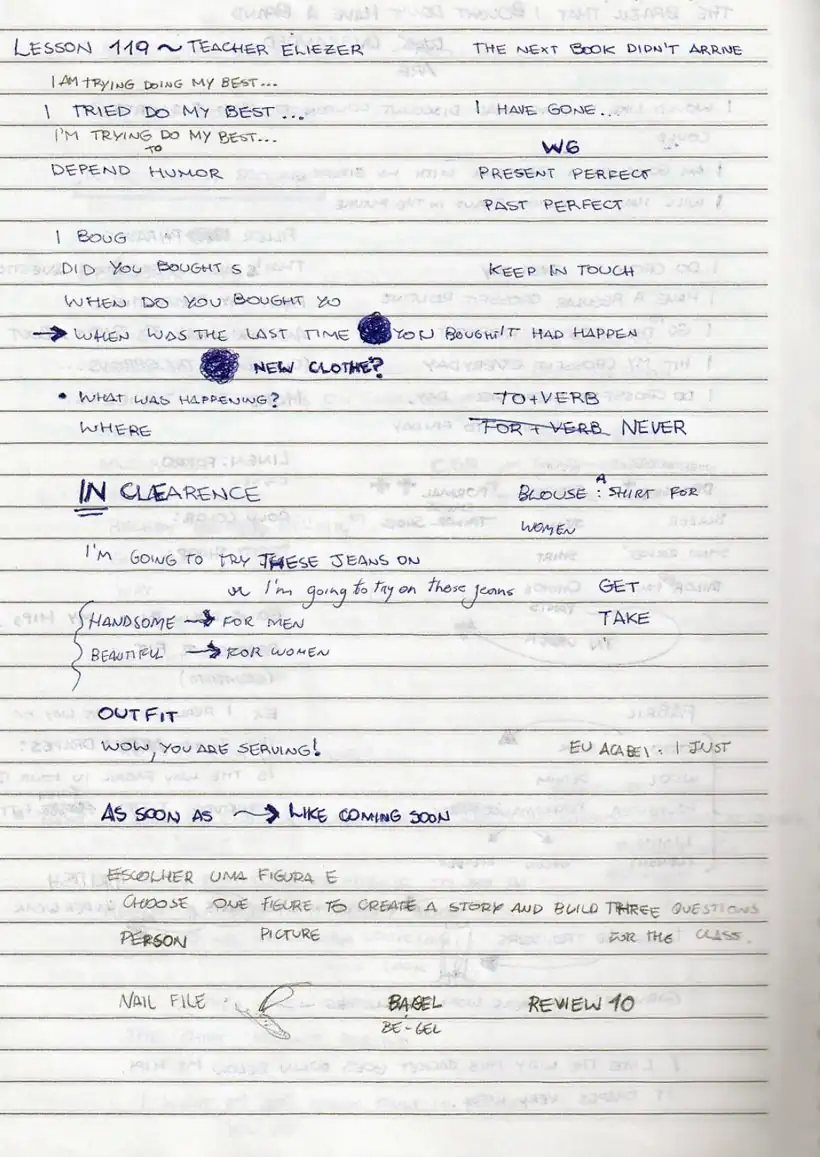 LESSON 119 ~ TEACHER ELIEZER THE NEXT BOOK DIDN'T ARRIVE
I AM TRYING DOING MY BEST...
I TRIED DO MY BEST... I HAVE GONE...
I'M TRYING TO DO MY BEST...
W6
DEPEND HUMOR PRESENT PERFECT
PAST PERFECT
I BOUG
DID YOU BOUGHT S KEEP IN TOUCH
WHEN DO YOU BOUGHT YO
→ WHEN WAS THE LAST TIME YOU BOUGHT IT HAD HAPPEN
NEW CLOTHE?
• WHAT WAS HAPPENING? TO + VERB
WHERE FOR + VERB NEVER
IN CLEARENCE BLOUSE : A SHIRT FOR
WOMEN
I'M GOING TO TRY THESE JEANS ON
or I'm going to try on these jeans GET
HANDSOME → FOR MEN TAKE
BEAUTIFUL → FOR WOMEN
OUTFIT
WOW, YOU ARE SERVING! EU ACABEI : I JUST
AS SOON AS → LIKE COMING SOON
ESCOLHER UMA FIGURA E
CHOOSE ONE FIGURE TO CREATE A STORY AND BUILD THREE QUESTIONS
PERSON PICTURE FOR THE CLASS.
NAIL FILE : BAGEL REVIEW 10
BE-GEL